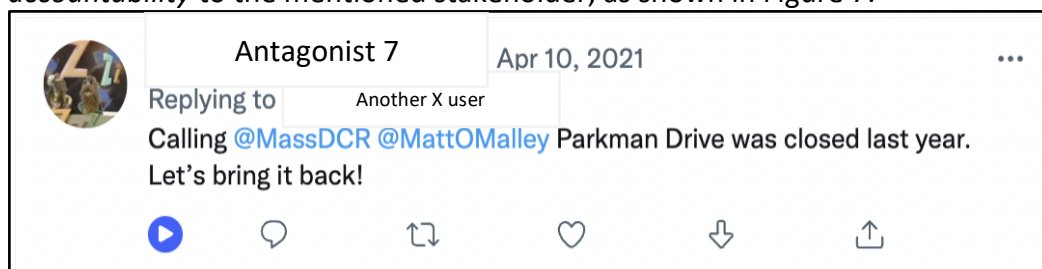 accountability to the mentioned stakeholder, as shown in Figure 7.
Antagonist 7 Apr 10, 2021
Replying to Another X user
Calling @MassDCR @MattOMalley Parkman Drive was closed last year.
Let's bring it back!